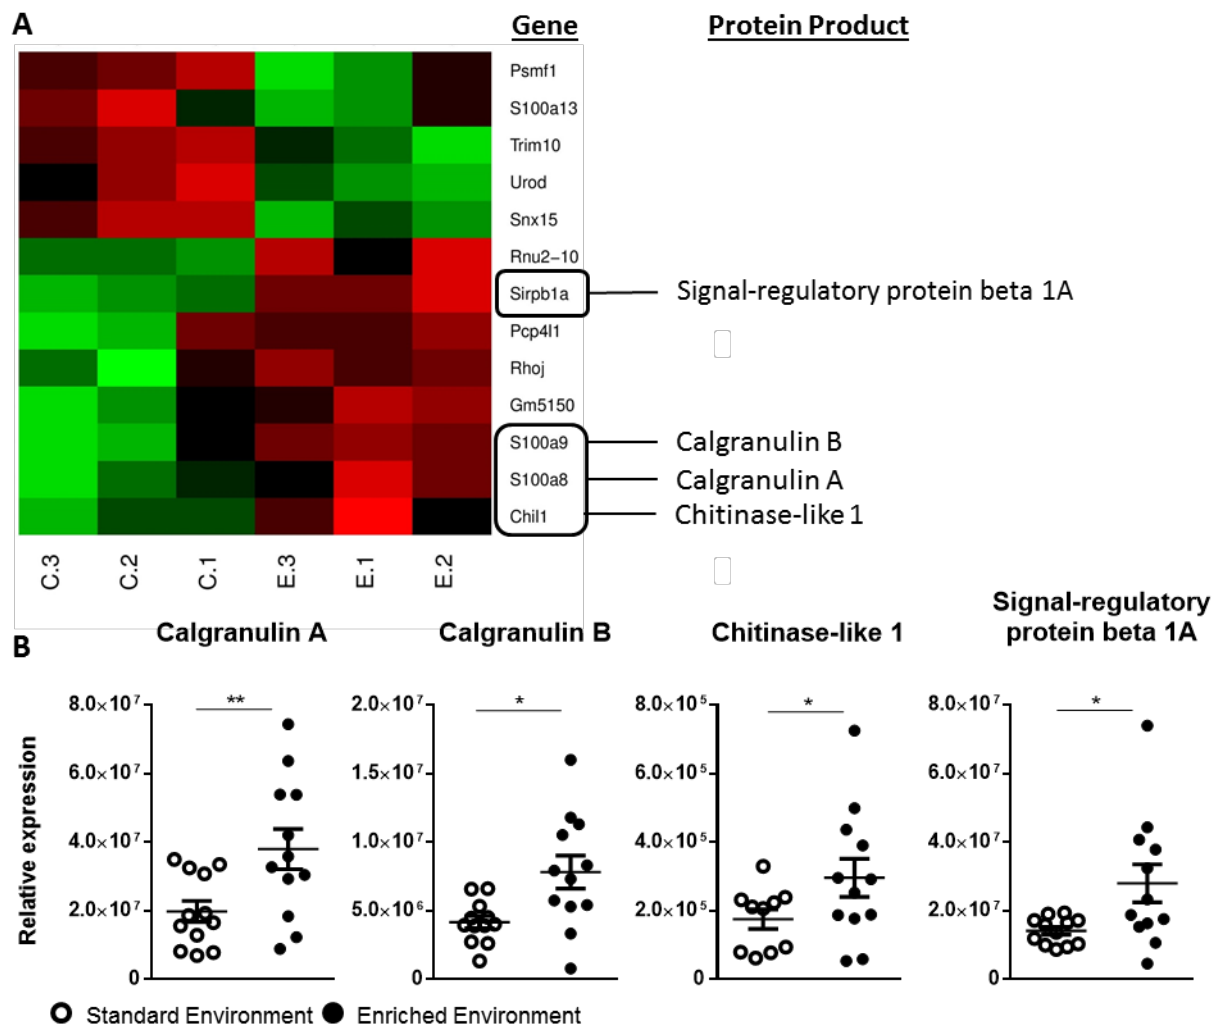 A
Gene
Protein Product
Psmf1
S100a13
Trim10
Urod
Snx15
Rnu2−10
Sirpb1a
Signal-regulatory protein beta 1A
Pcp4l1
Rhoj
Gm5150
S100a9
Calgranulin B
S100a8
Calgranulin A
Chil1
Chitinase-like 1
C.3
C.2
C.1
E.3
E.1
E.2
B
Calgranulin A
Calgranulin B
Chitinase-like 1
Signal-regulatory
protein beta 1A
Relative expression
8.0×10⁷
6.0×10⁷
4.0×10⁷
2.0×10⁷
0
**
2.0×10⁷
1.5×10⁷
1.0×10⁷
5.0×10⁶
0
*
8.0×10⁵
6.0×10⁵
4.0×10⁵
2.0×10⁵
0
*
8.0×10⁷
6.0×10⁷
4.0×10⁷
2.0×10⁷
0
*
Standard Environment
Enriched Environment